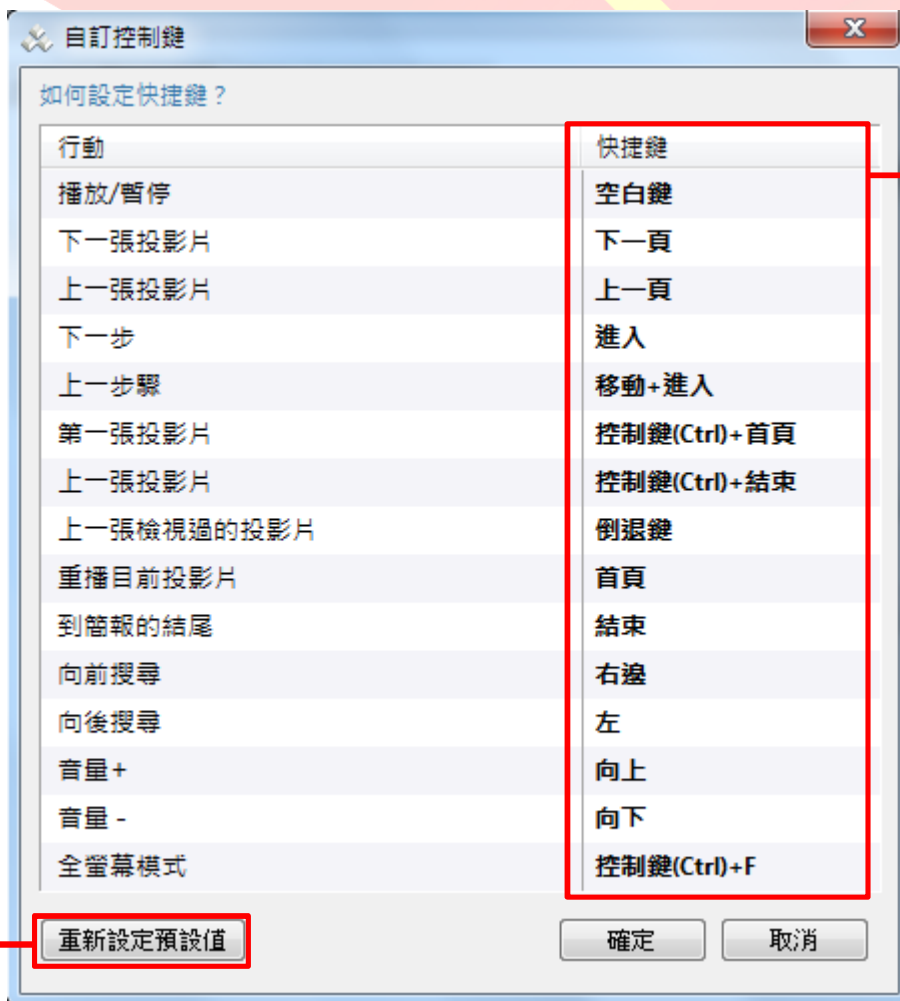 自訂控制鍵
如何設定快捷鍵？
行動 快捷鍵
播放/暫停 空白鍵
下一張投影片 下一頁
上一張投影片 上一頁
下一步 進入
上一步驟 移動+進入
第一張投影片 控制鍵(Ctrl)+首頁
上一張投影片 控制鍵(Ctrl)+結束
上一張檢視過的投影片 倒退鍵
重播目前投影片 首頁
到簡報的結尾 結束
向前搜尋 右邊
向後搜尋 左
音量+ 向上
音量 - 向下
全螢幕模式 控制鍵(Ctrl)+F
重新設定預設值 確定 取消